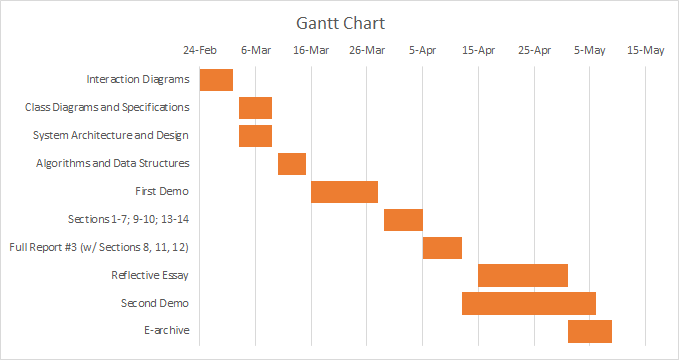 Gantt Chart
24-Feb 6-Mar 16-Mar 26-Mar 5-Apr 15-Apr 25-Apr 5-May 15-May
Interaction Diagrams
Class Diagrams and Specifications
System Architecture and Design
Algorithms and Data Structures
First Demo
Sections 1-7; 9-10; 13-14
Full Report #3 (w/ Sections 8, 11, 12)
Reflective Essay
Second Demo
E-archive